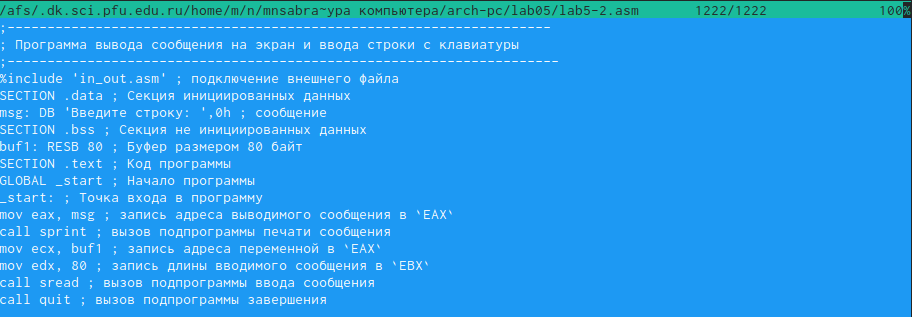 /afs/.dk.sci.pfu.edu.ru/home/m/n/mnsabra~ура компьютера/arch-pc/lab05/lab5-2.asm 1222/1222 100%
;--------------------------------------------------------------------
; Программа вывода сообщения на экран и ввода строки с клавиатуры
;---------------------------------------------------------------------
%include 'in_out.asm' ; подключение внешнего файла
SECTION .data ; Секция инициированных данных
msg: DB 'Введите строку: ',0h ; сообщение
SECTION .bss ; Секция не инициированных данных
buf1: RESB 80 ; Буфер размером 80 байт
SECTION .text ; Код программы
GLOBAL _start ; Начало программы
_start: ; Точка входа в программу
mov eax, msg ; запись адреса выводимого сообщения в `EAX`
call sprint ; вызов подпрограммы печати сообщения
mov ecx, buf1 ; запись адреса переменной в `EAX`
mov edx, 80 ; запись длины вводимого сообщения в `EBX`
call sread ; вызов подпрограммы ввода сообщения
call quit ; вызов подпрограммы завершения